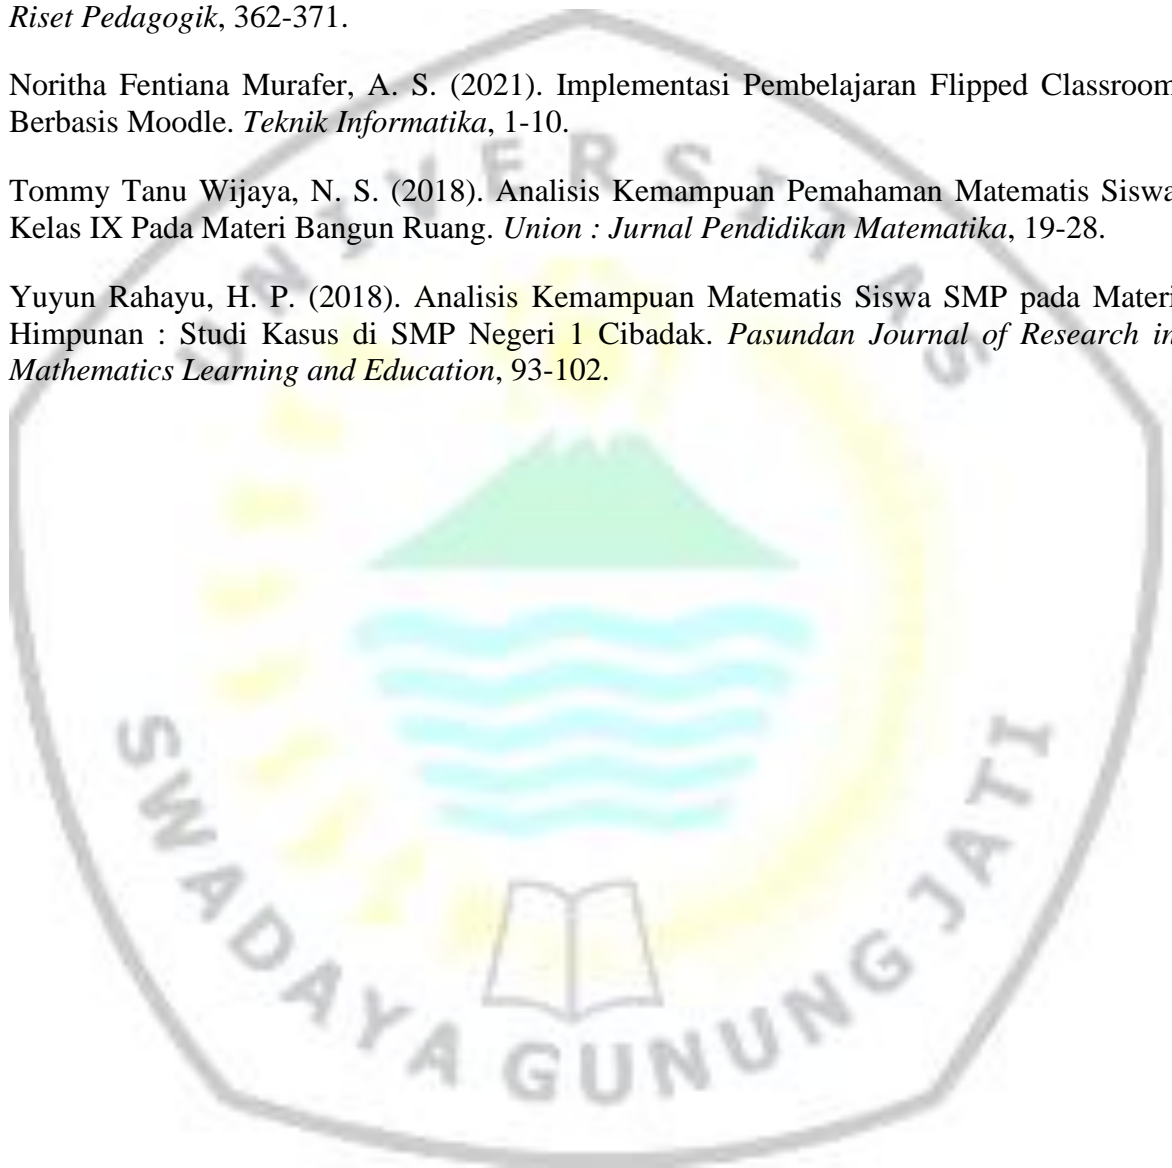 Riset Pedagogik, 362-371.
Noritha Fentiana Murafer, A. S. (2021). Implementasi Pembelajaran Flipped Classroom
Berbasis Moodle. Teknik Informatika, 1-10.
Tommy Tanu Wijaya, N. S. (2018). Analisis Kemampuan Pemahaman Matematis Siswa
Kelas IX Pada Materi Bangun Ruang. Union : Jurnal Pendidikan Matematika, 19-28.
Yuyun Rahayu, H. P. (2018). Analisis Kemampuan Matematis Siswa SMP pada Materi
Himpunan : Studi Kasus di SMP Negeri 1 Cibadak. Pasundan Journal of Research in
Mathematics Learning and Education, 93-102.
UNIVERSITAS
SWADAYA GUNUNG JATI